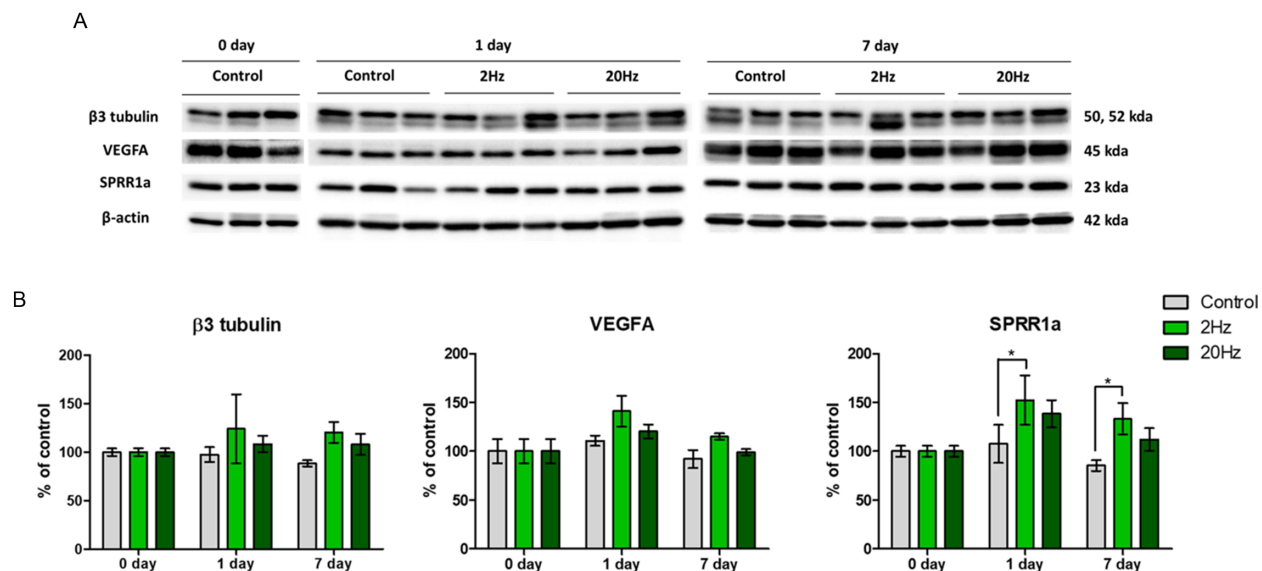 A
0 day
1 day
7 day
Control
Control
2Hz
20Hz
Control
2Hz
20Hz
β3 tubulin
50, 52 kda
VEGFA
45 kda
SPRR1a
23 kda
β-actin
42 kda
B
Control
2Hz
20Hz
β3 tubulin
% of control
200
150
100
50
0
0 day
1 day
7 day
VEGFA
% of control
200
150
100
50
0
0 day
1 day
7 day
SPRR1a
% of control
200
150
100
50
0
*
*
0 day
1 day
7 day